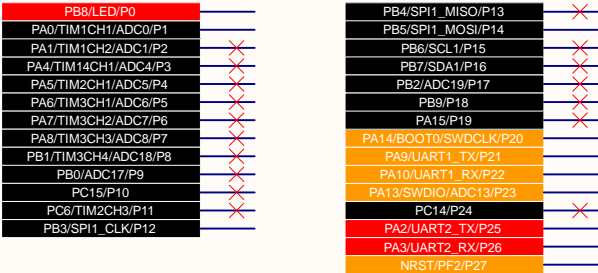 PB8/LED/P0
PA0/TIM1CH1/ADC0/P1
PA1/TIM1CH2/ADC1/P2
PA4/TIM14CH1/ADC4/P3
PA5/TIM2CH1/ADC5/P4
PA6/TIM3CH1/ADC6/P5
PA7/TIM3CH2/ADC7/P6
PA8/TIM3CH3/ADC8/P7
PB1/TIM3CH4/ADC18/P8
PB0/ADC17/P9
PC15/P10
PC6/TIM2CH3/P11
PB3/SPI1_CLK/P12
PB4/SPI1_MISO/P13
PB5/SPI1_MOSI/P14
PB6/SCL1/P15
PB7/SDA1/P16
PB2/ADC19/P17
PB9/P18
PA15/P19
PA14/BOOT0/SWDCLK/P20
PA9/UART1_TX/P21
PA10/UART1_RX/P22
PA13/SWDIO/ADC13/P23
PC14/P24
PA2/UART2_TX/P25
PA3/UART2_RX/P26
NRST/PF2/P27